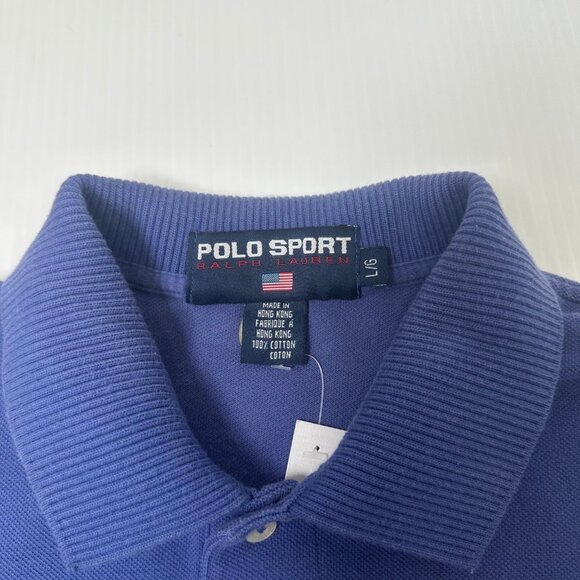 POLO SPORT
RALPH LAUREN
L/G
MADE IN
HONG KONG
FABRIQUE A
HONG KONG
100% COTTON
COTON